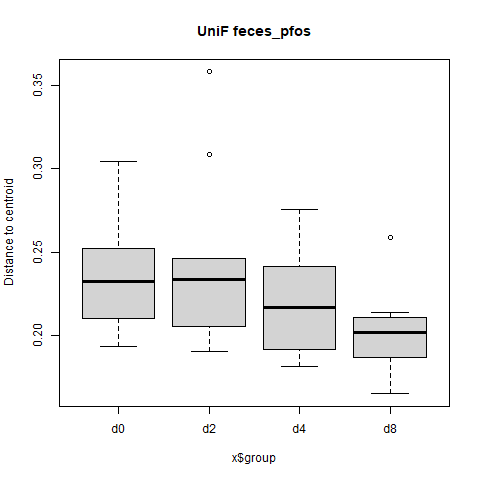 UniF feces_pfos
Distance to centroid
0.35
0.30
0.25
0.20
d0
d2
d4
d8
x$group